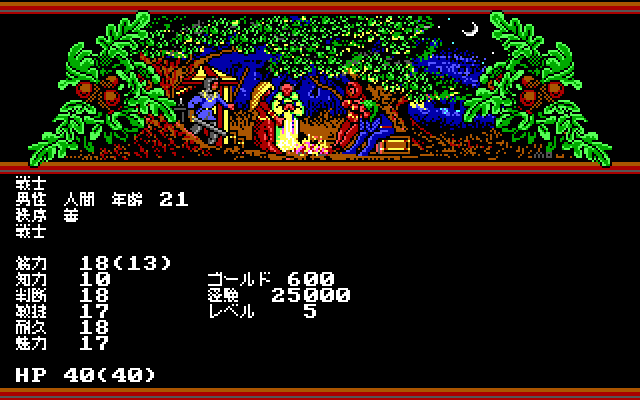 戦士
男性 人間 年齢 21
秩序 善
戦士
筋力 18(13)
知力 10 ゴールド 600
判断 18 経験 25000
敏捷 17 レベル 5
耐久 18
魅力 17
HP 40(40)